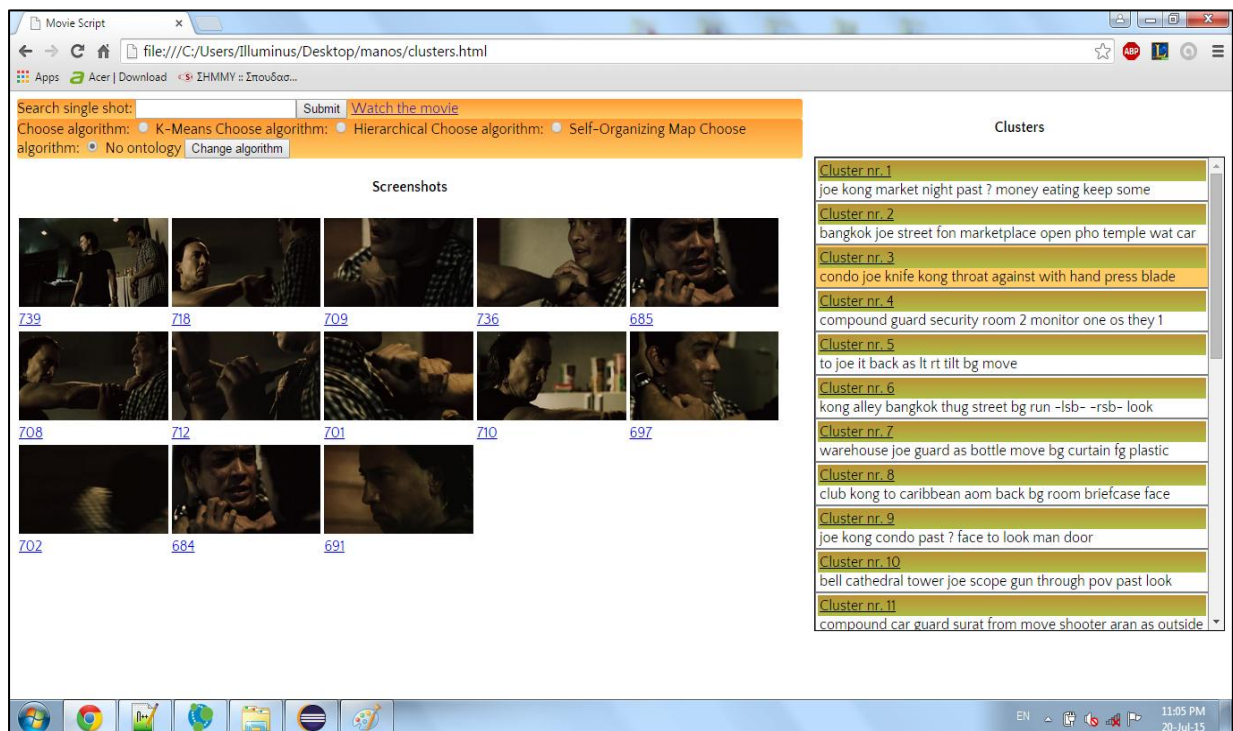 Movie Script
file:///C:/Users/Illuminus/Desktop/manos/clusters.html
ABP
Apps Acer | Download ΣΗΜΜΥ :: Σπουδασ...
Search single shot: Submit Watch the movie
Choose algorithm: K-Means Choose algorithm: Hierarchical Choose algorithm: Self-Organizing Map Choose
algorithm: No ontology Change algorithm
Screenshots
739 718 709 736 685
708 712 701 710 697
702 684 691
Clusters
Cluster nr. 1
joe kong market night past ? money eating keep some
Cluster nr. 2
bangkok joe street fon marketplace open pho temple wat car
Cluster nr. 3
condo joe knife kong throat against with hand press blade
Cluster nr. 4
compound guard security room 2 monitor one os they 1
Cluster nr. 5
to joe it back as lt rt tilt bg move
Cluster nr. 6
kong alley bangkok thug street bg run -lsb- -rsb- look
Cluster nr. 7
warehouse joe guard as bottle move bg curtain fg plastic
Cluster nr. 8
club kong to caribbean aom back bg room briefcase face
Cluster nr. 9
joe kong condo past ? face to look man door
Cluster nr. 10
bell cathedral tower joe scope gun through pov past look
Cluster nr. 11
compound car guard surat from move shooter aran as outside
EN
11:05 PM
20-Jul-15